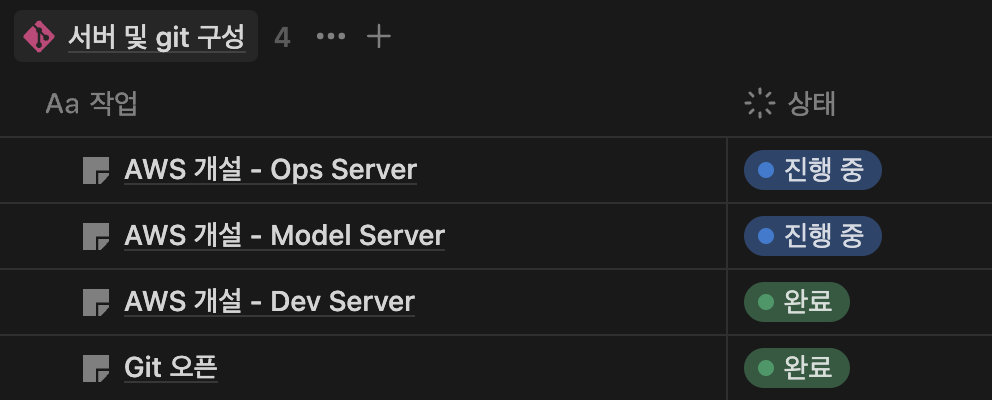 서버 및 git 구성 4 ••• +
Aa 작업 상태
AWS 개설 - Ops Server 진행 중
AWS 개설 - Model Server 진행 중
AWS 개설 - Dev Server 완료
Git 오픈 완료